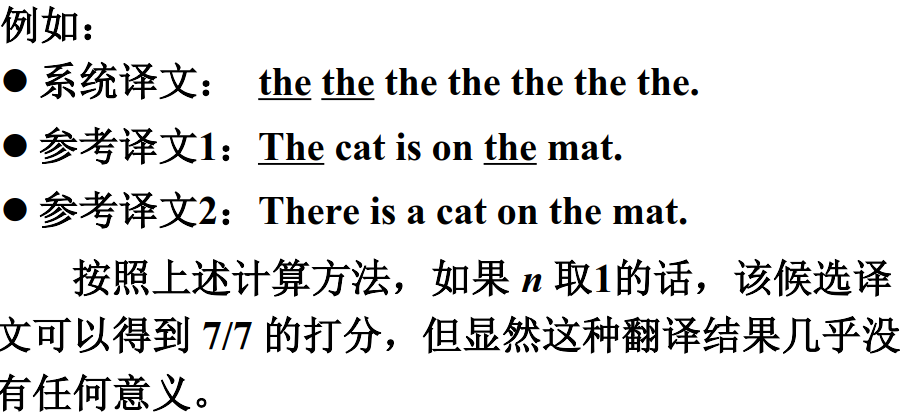 例如：
● 系统译文： the the the the the the the.
● 参考译文1：The cat is on the mat.
● 参考译文2：There is a cat on the mat.
按照上述计算方法，如果 n 取1的话，该候选译
文可以得到 7/7 的打分，但显然这种翻译结果几乎没
有任何意义。